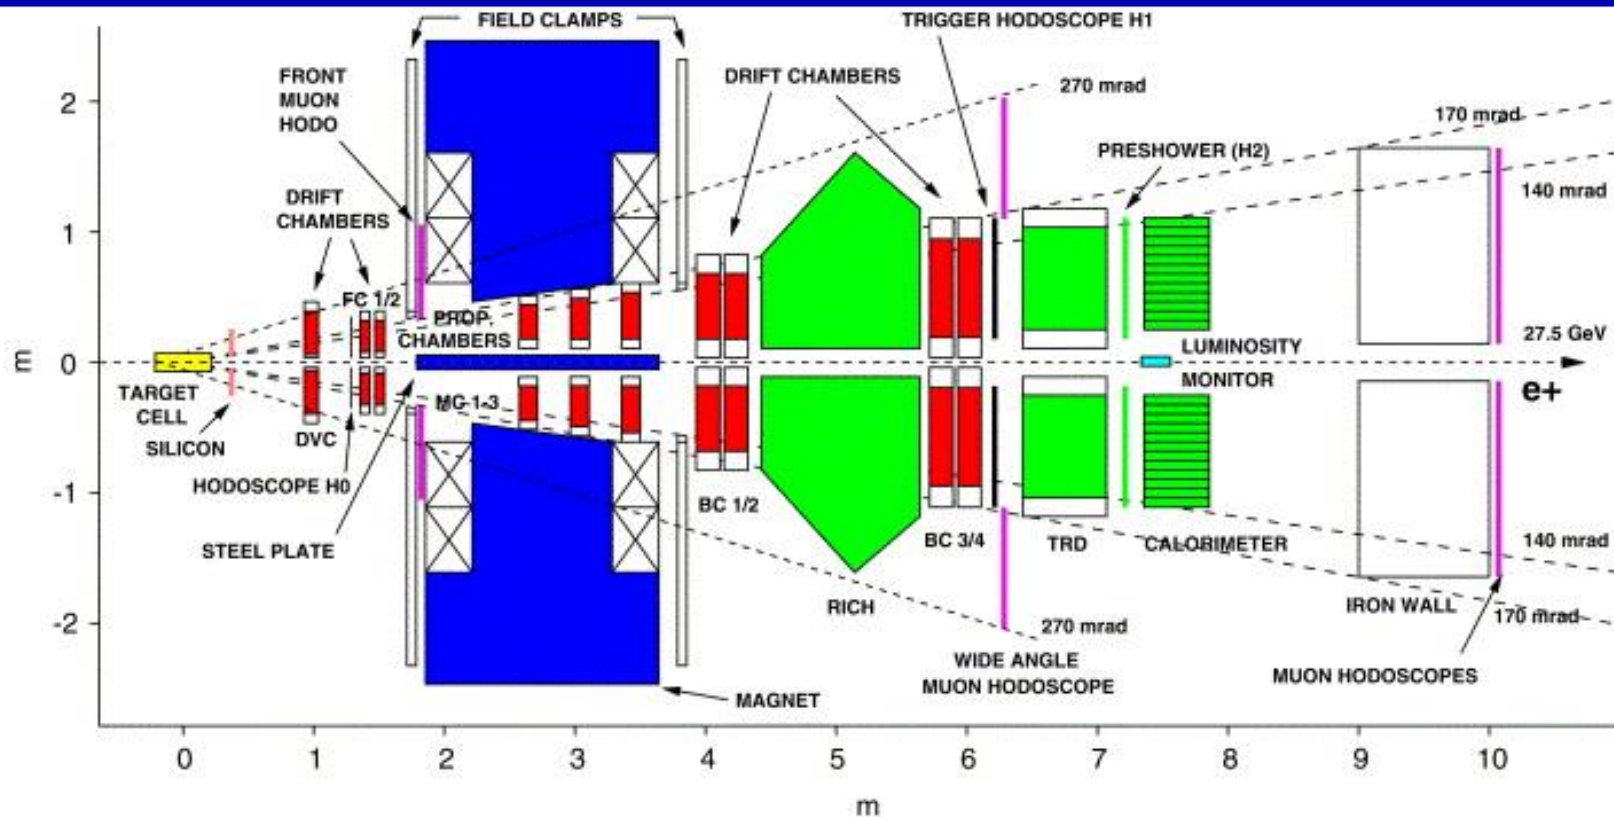 FIELD CLAMPS
TRIGGER HODOSCOPE H1
FRONT
MUON
HODO
DRIFT CHAMBERS
270 mrad
170 mrad
PRESHOWER (H2)
140 mrad
DRIFT
CHAMBERS
FC 1/2
PROP.
CHAMBERS
27.5 GeV
LUMINOSITY
MONITOR
e+
TARGET
CELL
SILICON
DVC
MC 1-3
HODOSCOPE H0
STEEL PLATE
BC 1/2
BC 3/4
TRD
CALORIMETER
140 mrad
RICH
IRON WALL
170 mrad
270 mrad
WIDE ANGLE
MUON HODOSCOPE
MUON HODOSCOPES
MAGNET
m
2
1
0
-1
-2
0 1 2 3 4 5 6 7 8 9 10
m